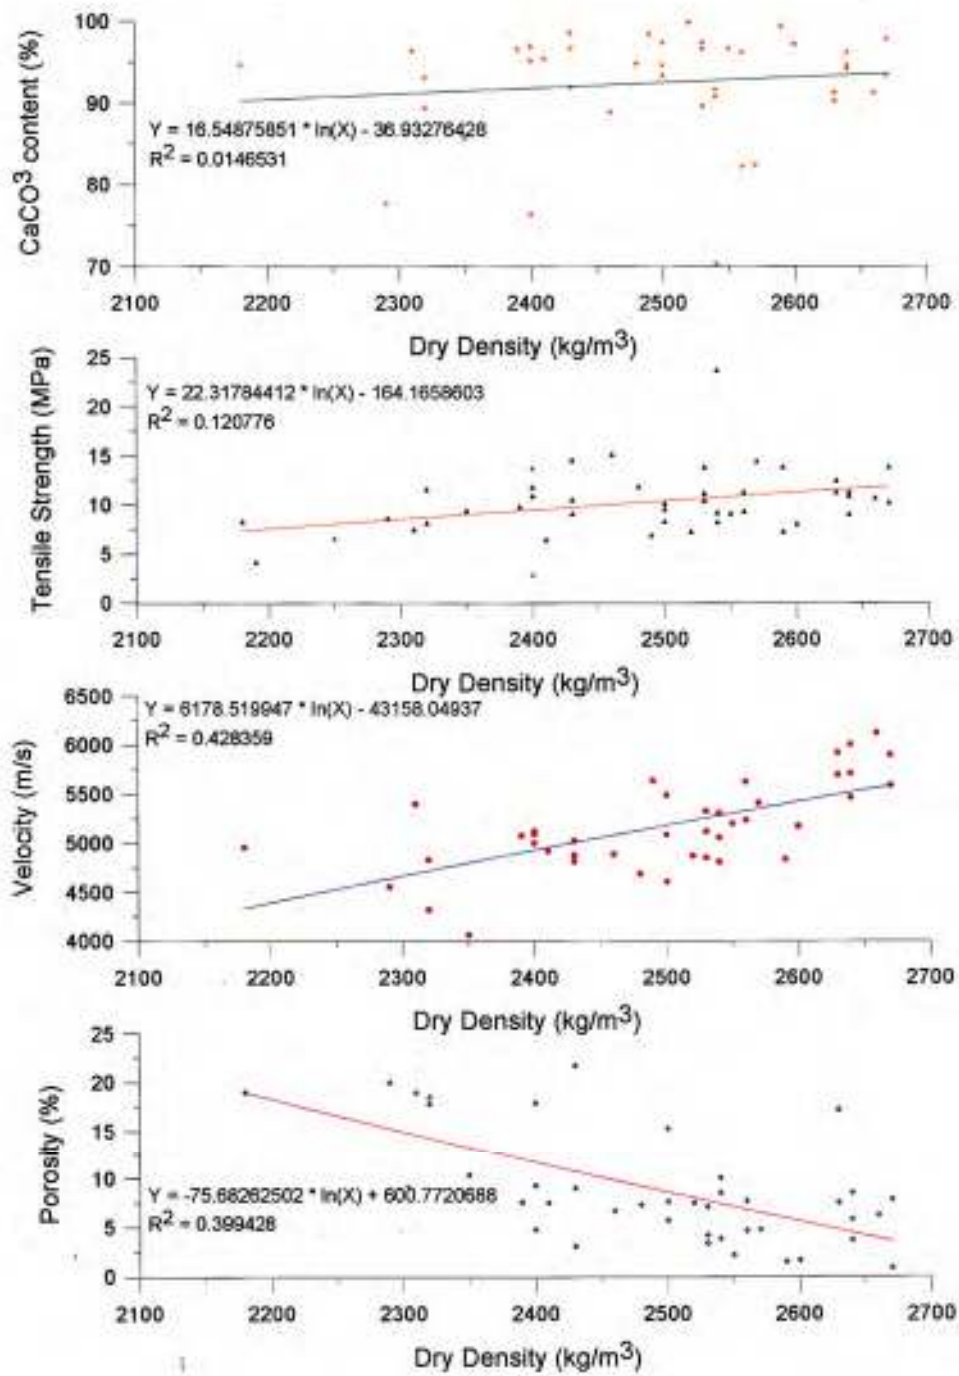 CaCO³ content (%)
100
90
80
70
Y = 16.54875851 * ln(X) - 36.93276428
R² = 0.0146531
2100 2200 2300 2400 2500 2600 2700
Dry Density (kg/m³)
Tensile Strength (MPa)
25
20
15
10
5
0
Y = 22.31784412 * ln(X) - 164.1658603
R² = 0.120776
2100 2200 2300 2400 2500 2600 2700
Dry Density (kg/m³)
Velocity (m/s)
6500
6000
5500
5000
4500
4000
Y = 6178.519947 * ln(X) - 43158.04937
R² = 0.428359
2100 2200 2300 2400 2500 2600 2700
Dry Density (kg/m³)
Porosity (%)
25
20
15
10
5
0
Y = -75.68262502 * ln(X) + 600.7720688
R² = 0.399428
2100 2200 2300 2400 2500 2600 2700
Dry Density (kg/m³)